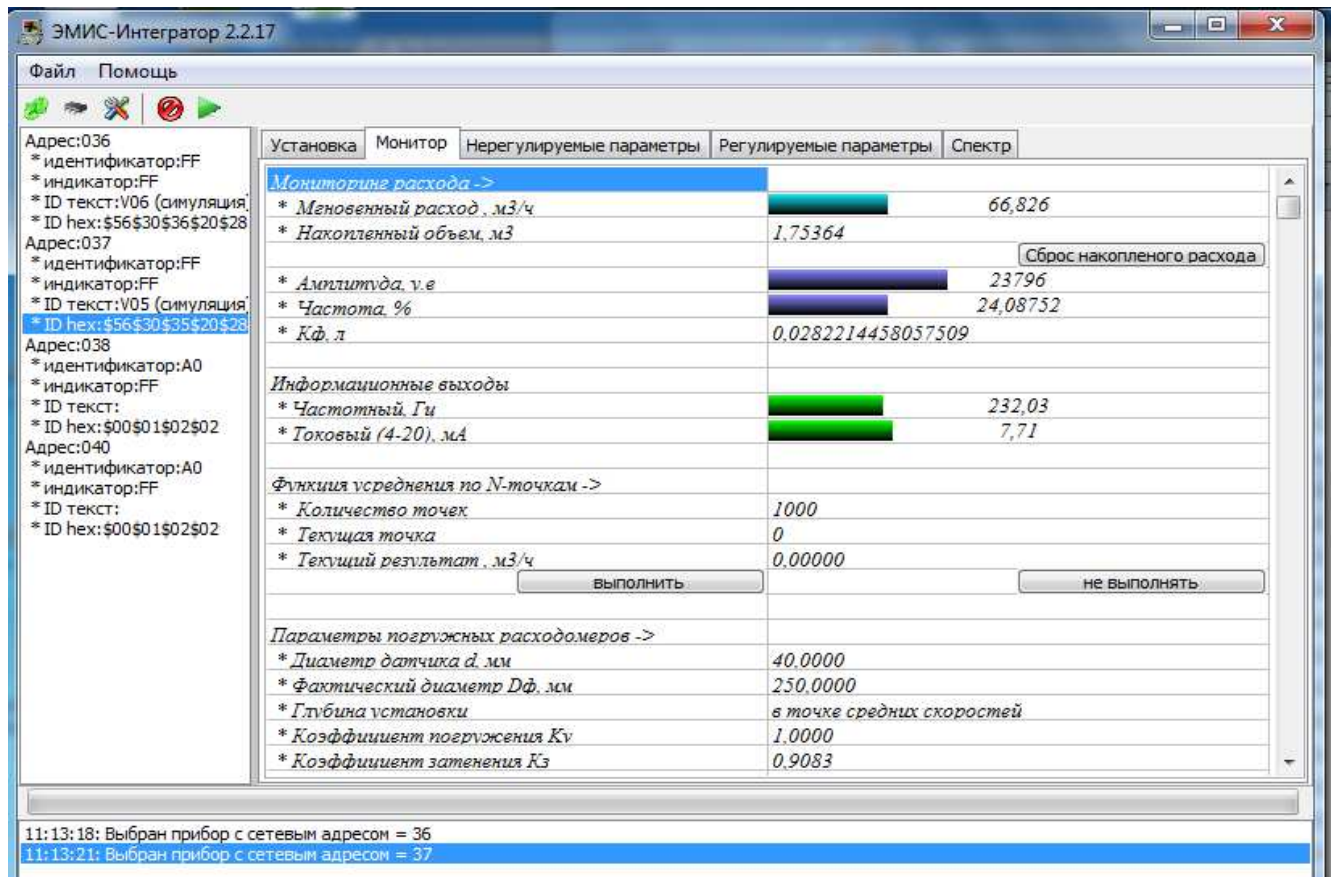 ЭМИС-Интегратор 2.2.17
Файл Помощь
Адрес:036
* идентификатор:FF
* индикатор:FF
* ID текст:V06 (симуляция)
* ID hex:$56$30$36$20$28
Адрес:037
* идентификатор:FF
* индикатор:FF
* ID текст:V05 (симуляция)
* ID hex:$56$30$35$20$28
Адрес:038
* идентификатор:A0
* индикатор:FF
* ID текст:
* ID hex:$00$01$02$02
Адрес:040
* идентификатор:A0
* индикатор:FF
* ID текст:
* ID hex:$00$01$02$02
Установка Монитор Нерегулируемые параметры Регулируемые параметры Спектр
Мониторинг расхода ->
* Мгновенный расход , м3/ч 66,826
* Накопленный объем, м3 1,75364
Сброс накопленого расхода
* Амплитуда, у.е 23796
* Частота, % 24,08752
* Кф, л 0,0282214458057509
Информационные выходы
* Частотный, Гц 232,03
* Токовый (4-20), мА 7,71
Функция усреднения по N-точкам ->
* Количество точек 1000
* Текущая точка 0
* Текущий результат , м3/ч 0,00000
выполнить не выполнять
Параметры погружных расходомеров ->
* Диаметр датчика d, мм 40,0000
* Фактический диаметр Dф, мм 250,0000
* Глубина установки в точке средних скоростей
* Коэффициент погружения Kv 1,0000
* Коэффициент затенения Кз 0,9083
11:13:18: Выбран прибор с сетевым адресом = 36
11:13:21: Выбран прибор с сетевым адресом = 37